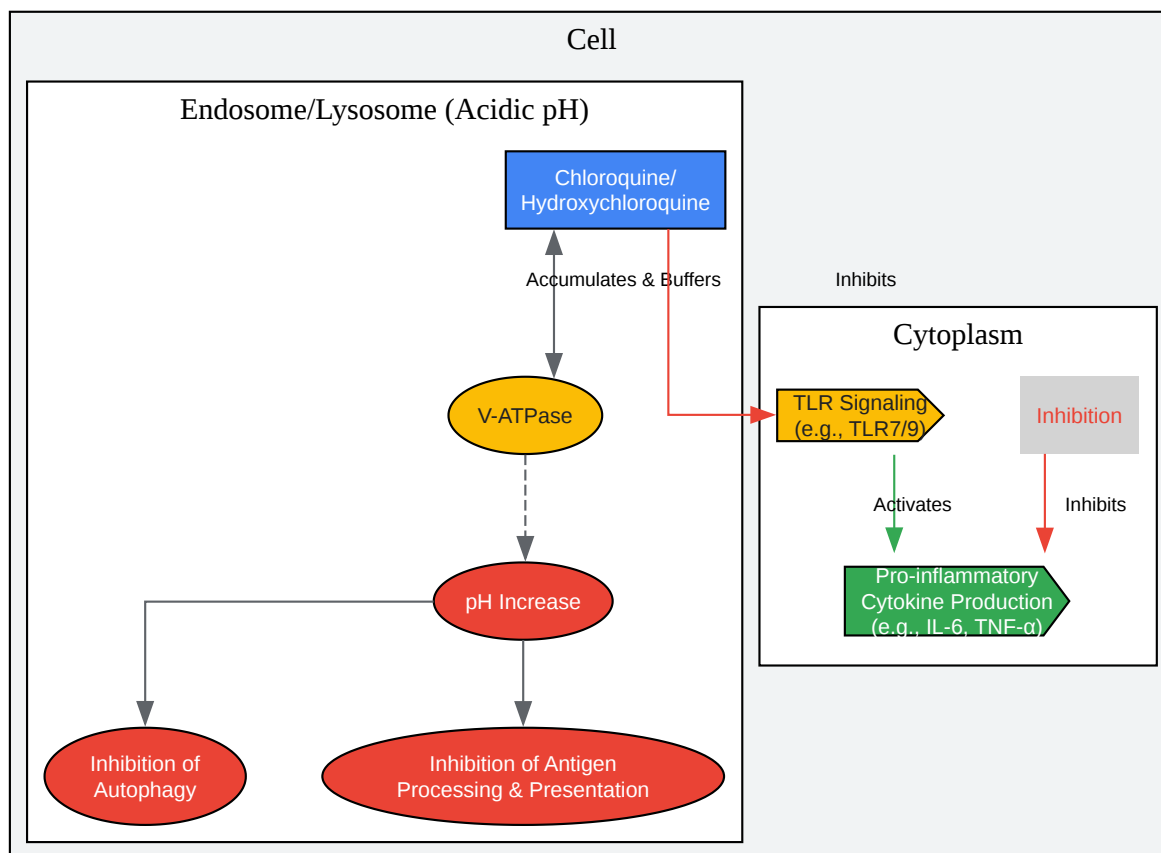 Cell
Endosome/Lysosome (Acidic pH)
Chloroquine/
Hydroxychloroquine
Accumulates & Buffers
Inhibits
Cytoplasm
V-ATPase
TLR Signaling
(e.g., TLR7/9)
Inhibition
Activates
Inhibits
pH Increase
Pro-inflammatory
Cytokine Production
(e.g., IL-6, TNF-α)
Inhibition of
Autophagy
Inhibition of Antigen
Processing & Presentation